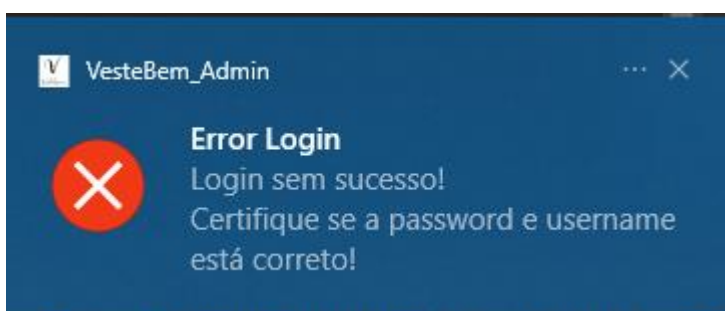 VesteBem_Admin
Error Login
Login sem sucesso!
Certifique se a password e username
está correto!